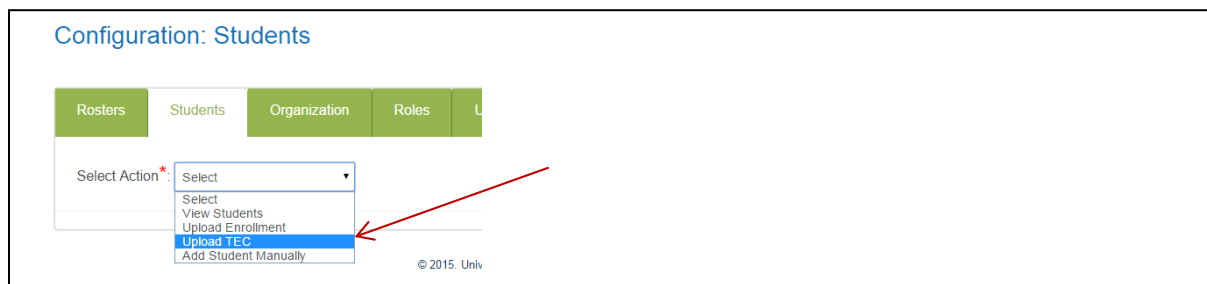 Configuration: Students
Rosters Students Organization Roles
Select Action*: Select
Select
View Students
Upload Enrollment
Upload TEC
Add Student Manually
© 2015. Univ